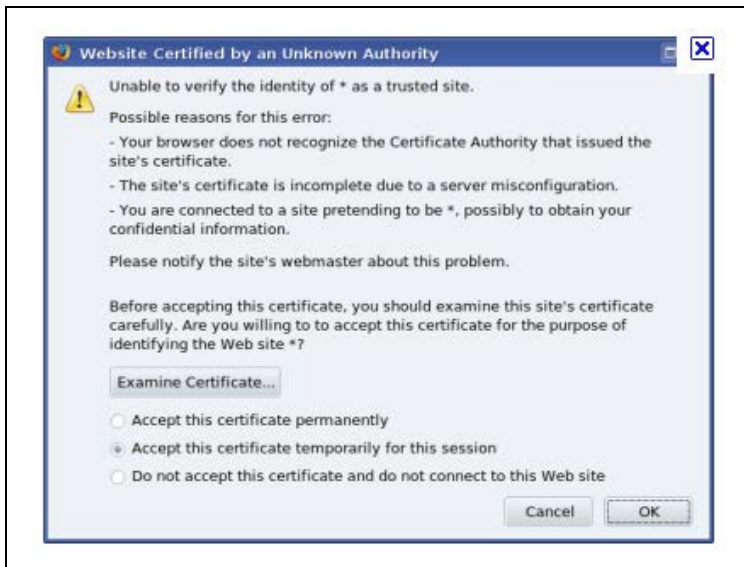 Website Certified by an Unknown Authority
Unable to verify the identity of * as a trusted site.
Possible reasons for this error:
- Your browser does not recognize the Certificate Authority that issued the
site's certificate.
- The site's certificate is incomplete due to a server misconfiguration.
- You are connected to a site pretending to be *, possibly to obtain your
confidential information.
Please notify the site's webmaster about this problem.
Before accepting this certificate, you should examine this site's certificate
carefully. Are you willing to to accept this certificate for the purpose of
identifying the Web site *?
Examine Certificate...
Accept this certificate permanently
Accept this certificate temporarily for this session
Do not accept this certificate and do not connect to this Web site
Cancel
OK